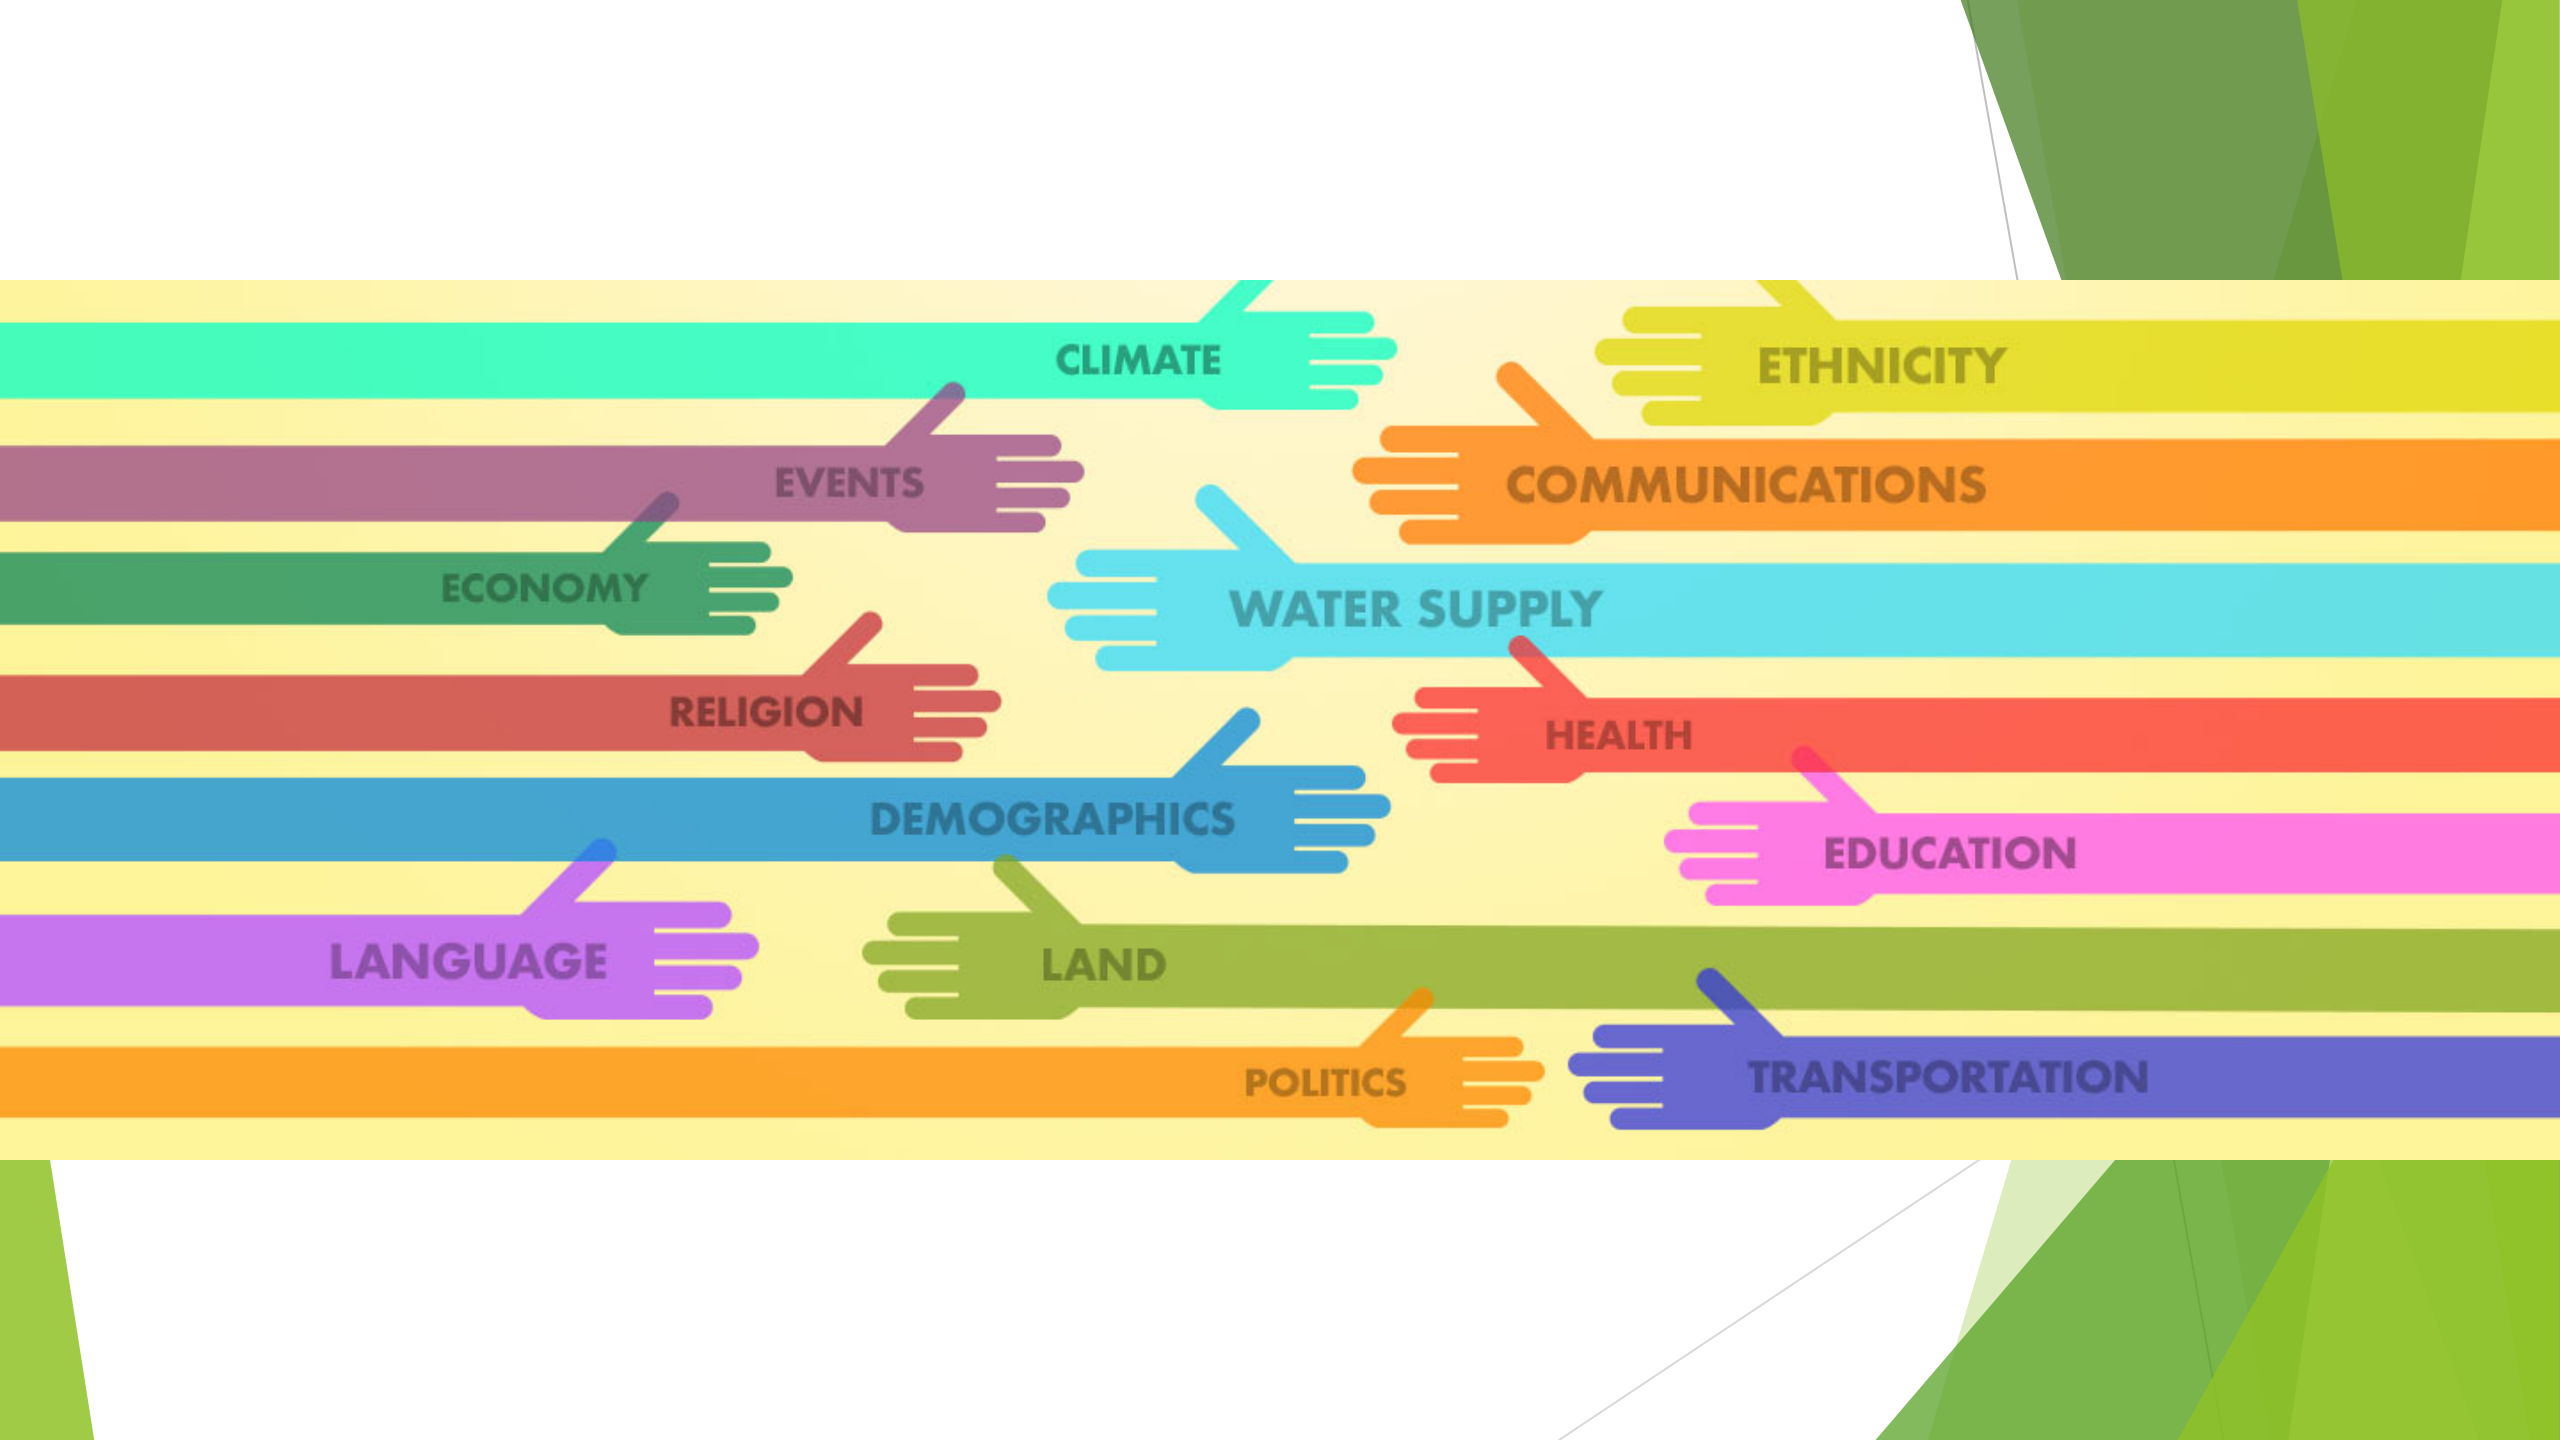 CLIMATE
ETHNICITY
EVENTS
COMMUNICATIONS
ECONOMY
WATER SUPPLY
RELIGION
HEALTH
DEMOGRAPHICS
EDUCATION
LANGUAGE
LAND
POLITICS
TRANSPORTATION